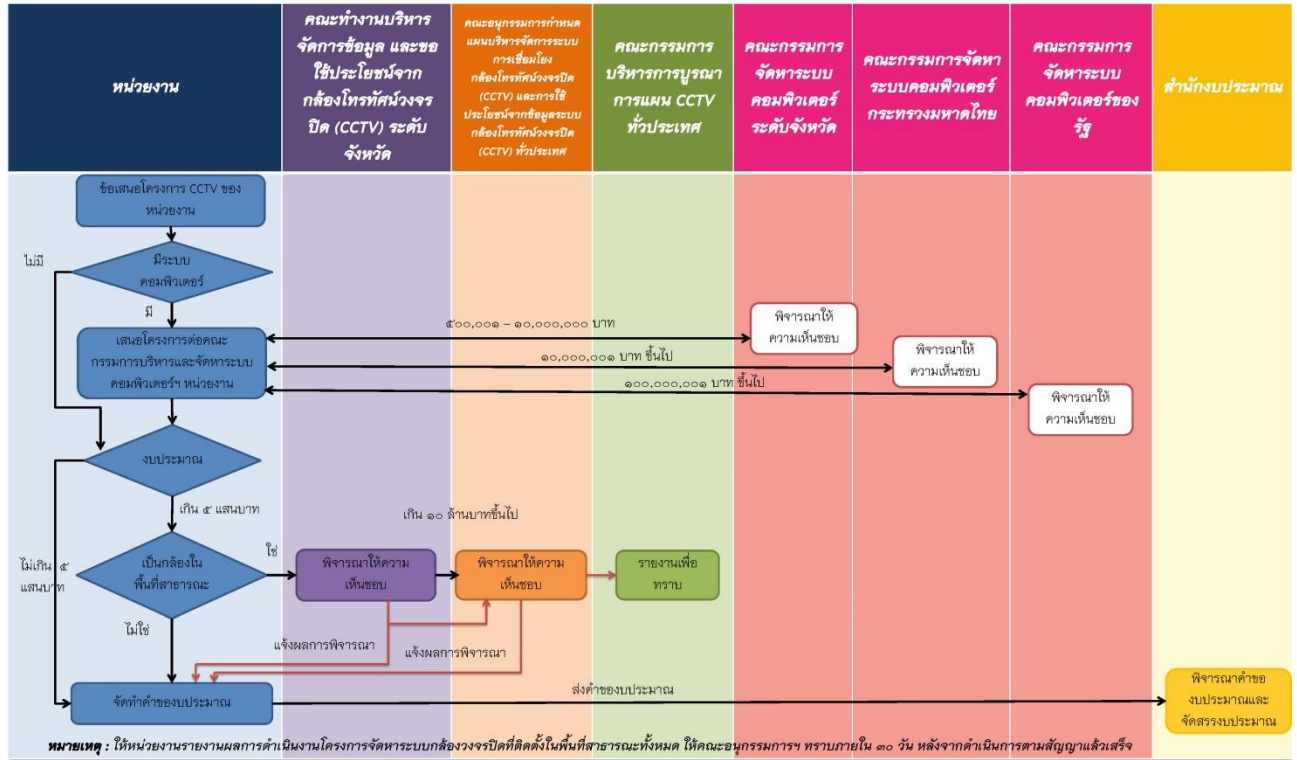 หน่วยงาน
คณะทำงานบริหาร
จัดการข้อมูล และขอ
ใช้ประโยชน์จาก
กล้องโทรทัศน์วงจร
ปิด (CCTV) ระดับ
จังหวัด
คณะอนุกรรมการกำหนด
แผนบริหารจัดการระบบ
การเชื่อมโยง
กล้องโทรทัศน์วงจรปิด
(CCTV) และการใช้
ประโยชน์จากข้อมูลระบบ
กล้องโทรทัศน์วงจรปิด
(CCTV) ทั่วประเทศ
คณะกรรมการ
บริหารการบูรณา
การแผน CCTV
ทั่วประเทศ
คณะกรรมการ
จัดหาระบบ
คอมพิวเตอร์
ระดับจังหวัด
คณะกรรมการจัดหา
ระบบคอมพิวเตอร์
กระทรวงมหาดไทย
คณะกรรมการ
จัดหาระบบ
คอมพิวเตอร์ของ
รัฐ
สำนักงบประมาณ
ข้อเสนอโครงการ CCTV ของ
หน่วยงาน
ไม่มี
มีระบบ
คอมพิวเตอร์
มี
เสนอโครงการต่อคณะ
กรรมการบริหารและจัดหาระบบ
คอมพิวเตอร์ฯ หน่วยงาน
๕๐๐,๐๐๑ – ๑๐,๐๐๐,๐๐๐ บาท
พิจารณาให้
ความเห็นชอบ
๑๐,๐๐๐,๐๐๑ บาท ขึ้นไป
พิจารณาให้
ความเห็นชอบ
๑๐๐,๐๐๐,๐๐๑ บาท ขึ้นไป
พิจารณาให้
ความเห็นชอบ
งบประมาณ
เกิน ๕ แสนบาท
เกิน ๑๐ ล้านบาทขึ้นไป
ไม่เกิน ๕
แสนบาท
เป็นกล้องใน
พื้นที่สาธารณะ
ใช่
พิจารณาให้ความ
เห็นชอบ
พิจารณาให้ความ
เห็นชอบ
รายงานเพื่อ
ทราบ
ไม่ใช่
แจ้งผลการพิจารณา
แจ้งผลการพิจารณา
จัดทำคำของบประมาณ
ส่งคำของบประมาณ
พิจารณาคำขอ
งบประมาณและ
จัดสรรงบประมาณ
หมายเหตุ : ให้หน่วยงานรายงานผลการดำเนินงานโครงการจัดหาระบบกล้องวงจรปิดที่ติดตั้งในพื้นที่สาธารณะทั้งหมด ให้คณะอนุกรรมการฯ ทราบภายใน ๓๐ วัน หลังจากดำเนินการตามสัญญาแล้วเสร็จ